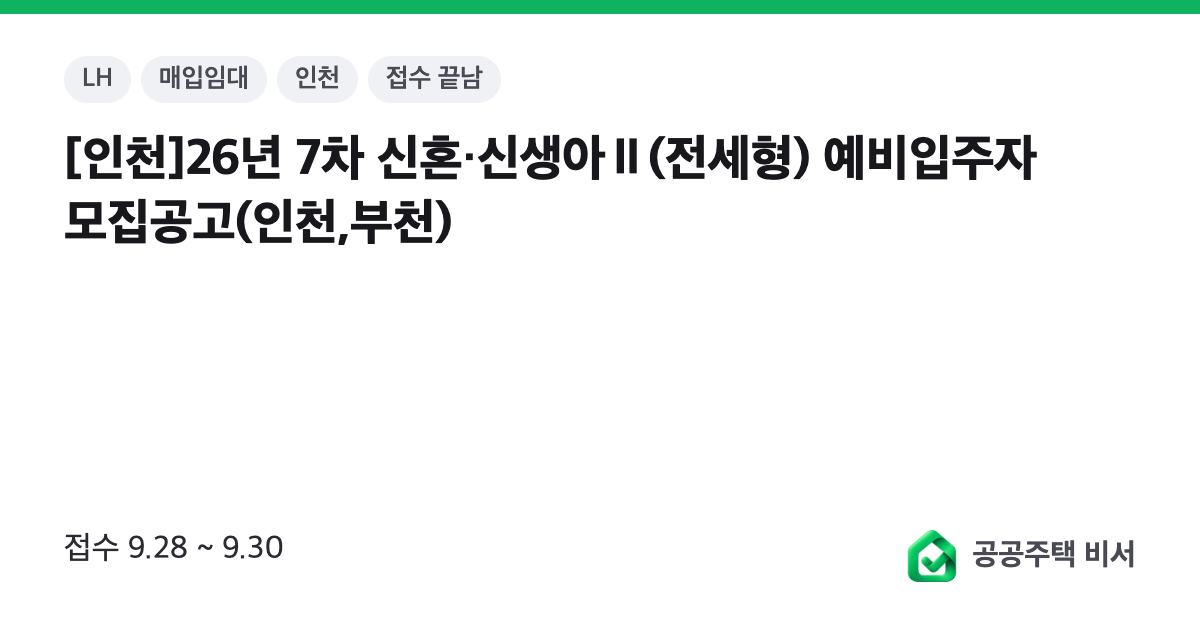 LH 매입임대 인천 접수 끝남
[인천]26년 7차 신혼·신생아Ⅱ(전세형) 예비입주자
모집공고(인천,부천)
접수 9.28 ~ 9.30
공공주택 비서